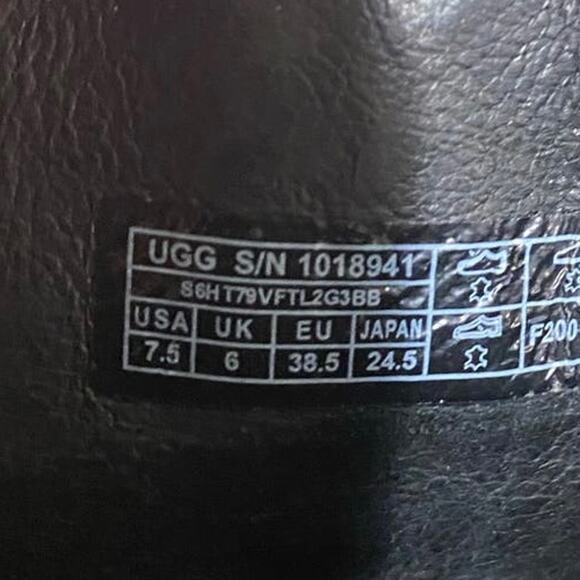 UGG S/N 1018941
S6HT79VFTL2G3BB
USA UK EU JAPAN F200
7.5 6 38.5 24.5